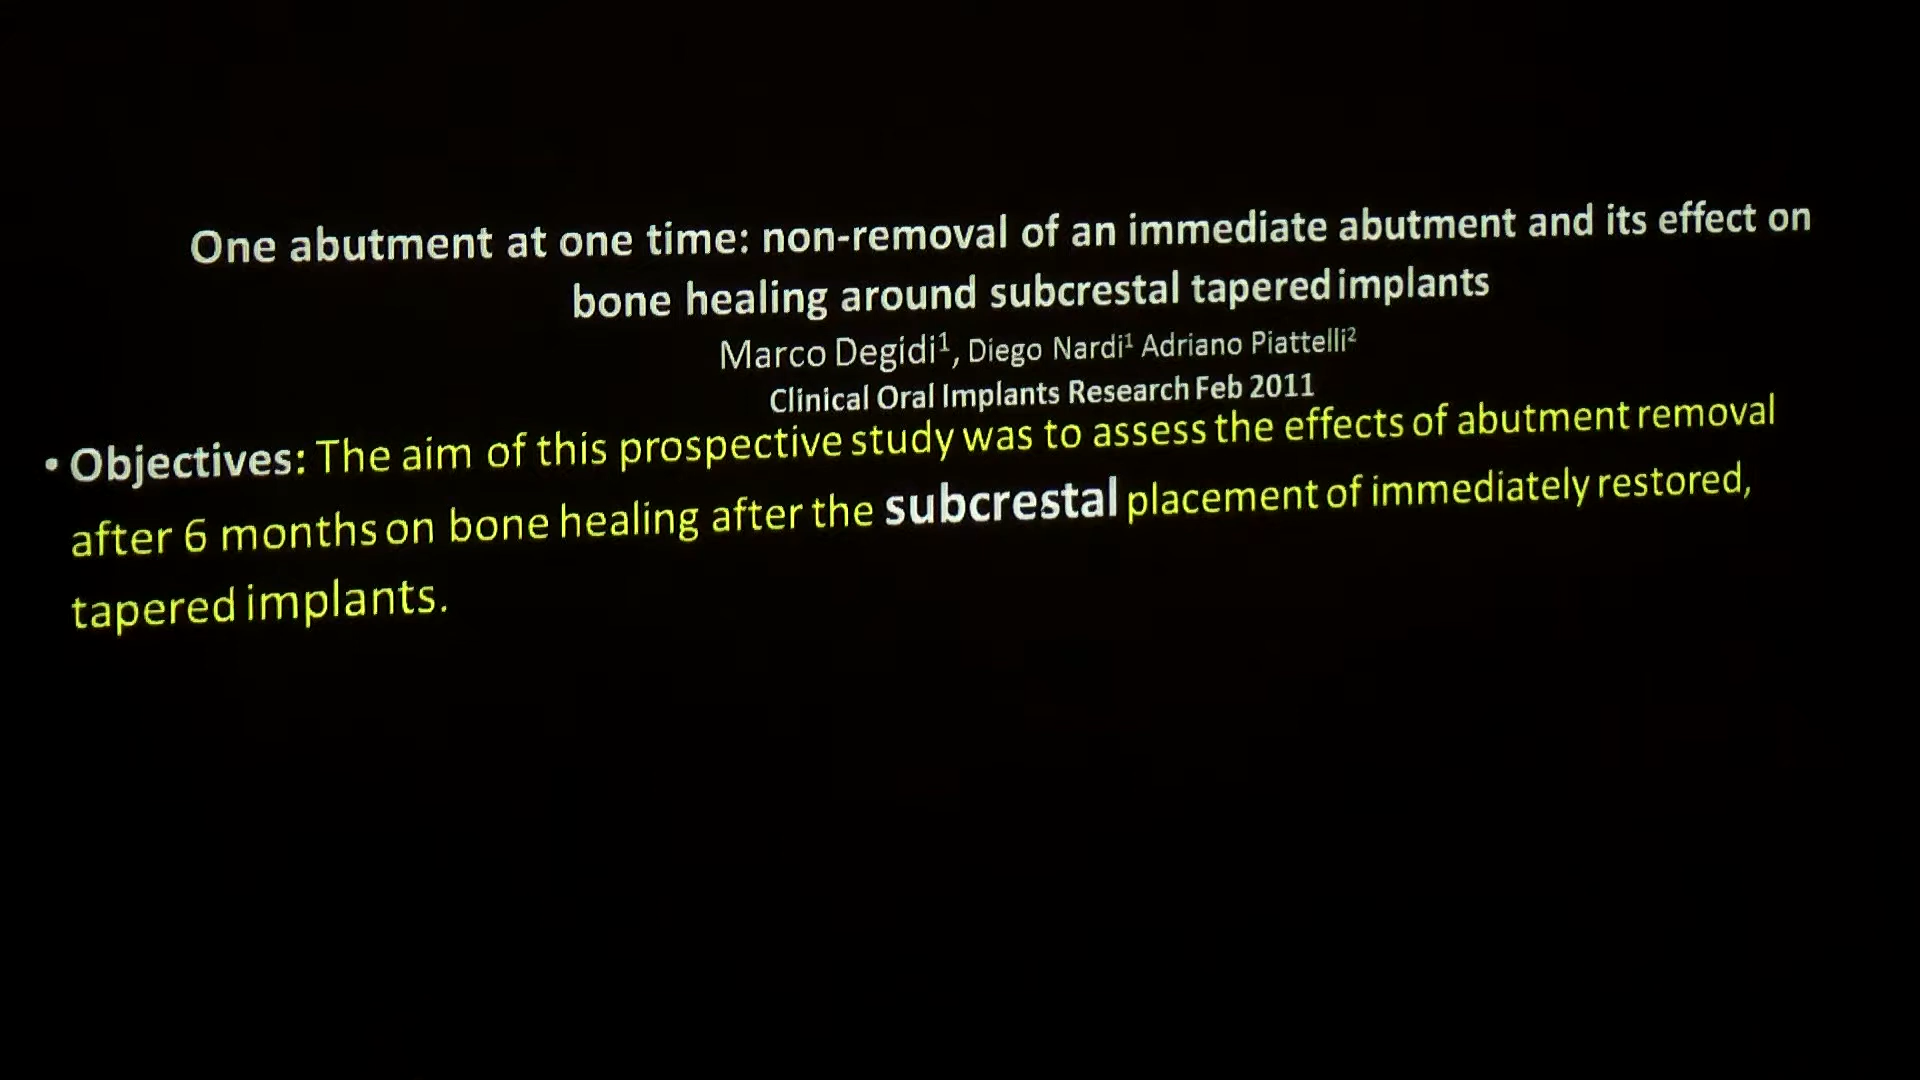 One abutment at one time: non-removal of an immediate abutment and its effect on
bone healing around subcrestal tapered implants
Marco Degidi¹, Diego Nardi¹ Adriano Piattelli²
Clinical Oral Implants Research Feb 2011
• Objectives: The aim of this prospective study was to assess the effects of abutment removal
after 6 months on bone healing after the subcrestal placement of immediately restored,
tapered implants.